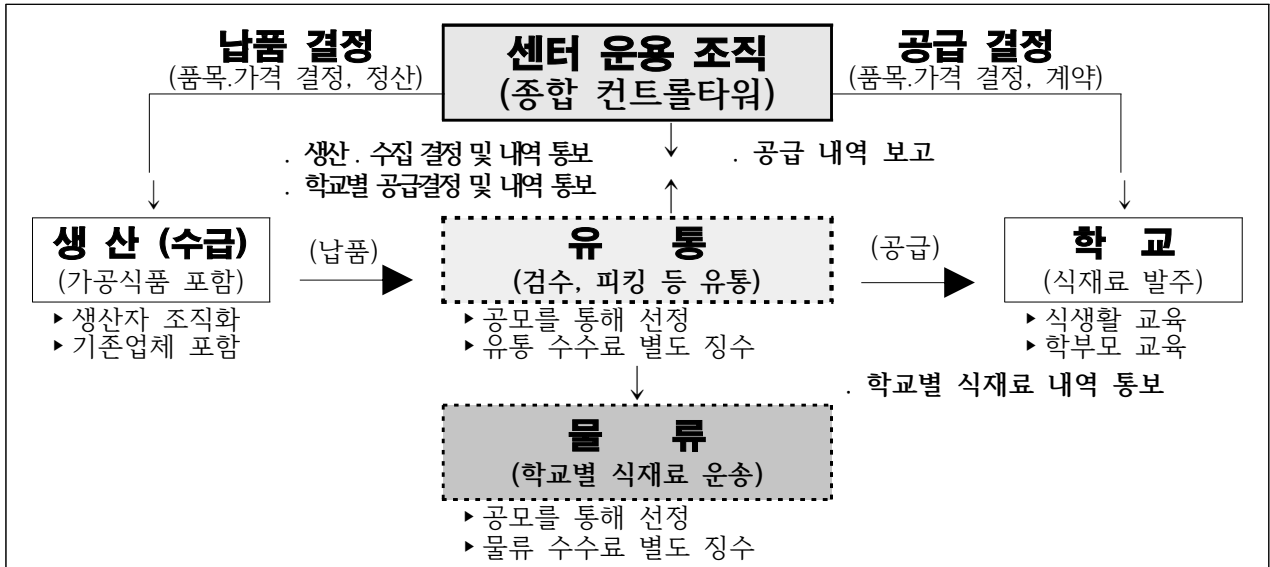 납품 결정
(품목.가격 결정, 정산)
센터 운용 조직
(종합 컨트롤타워)
공급 결정
(품목.가격 결정, 계약)
. 생산 . 수집 결정 및 내역 통보
. 학교별 공급결정 및 내역 통보
. 공급 내역 보고
생 산 (수급)
(가공식품 포함)
▸생산자 조직화
▸기존업체 포함
(납품)
유 통
(검수, 피킹 등 유통)
▸공모를 통해 선정
▸유통 수수료 별도 징수
(공급)
학 교
(식재료 발주)
▸식생활 교육
▸학부모 교육
. 학교별 식재료 내역 통보
물 류
(학교별 식재료 운송)
▸공모를 통해 선정
▸물류 수수료 별도 징수